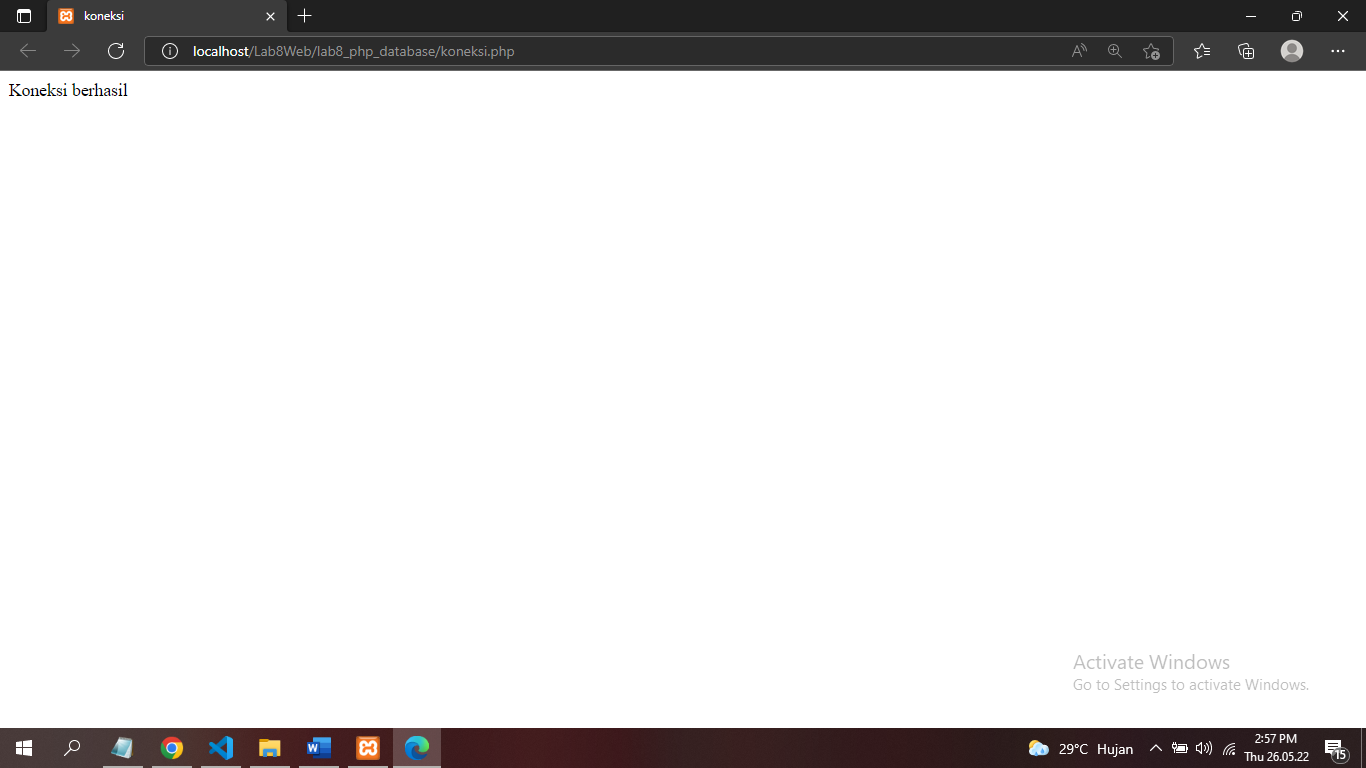 koneksi
localhost/Lab8Web/lab8_php_database/koneksi.php
Koneksi berhasil
Activate Windows
Go to Settings to activate Windows.
29°C Hujan
2:57 PM
Thu 26.05.22
15